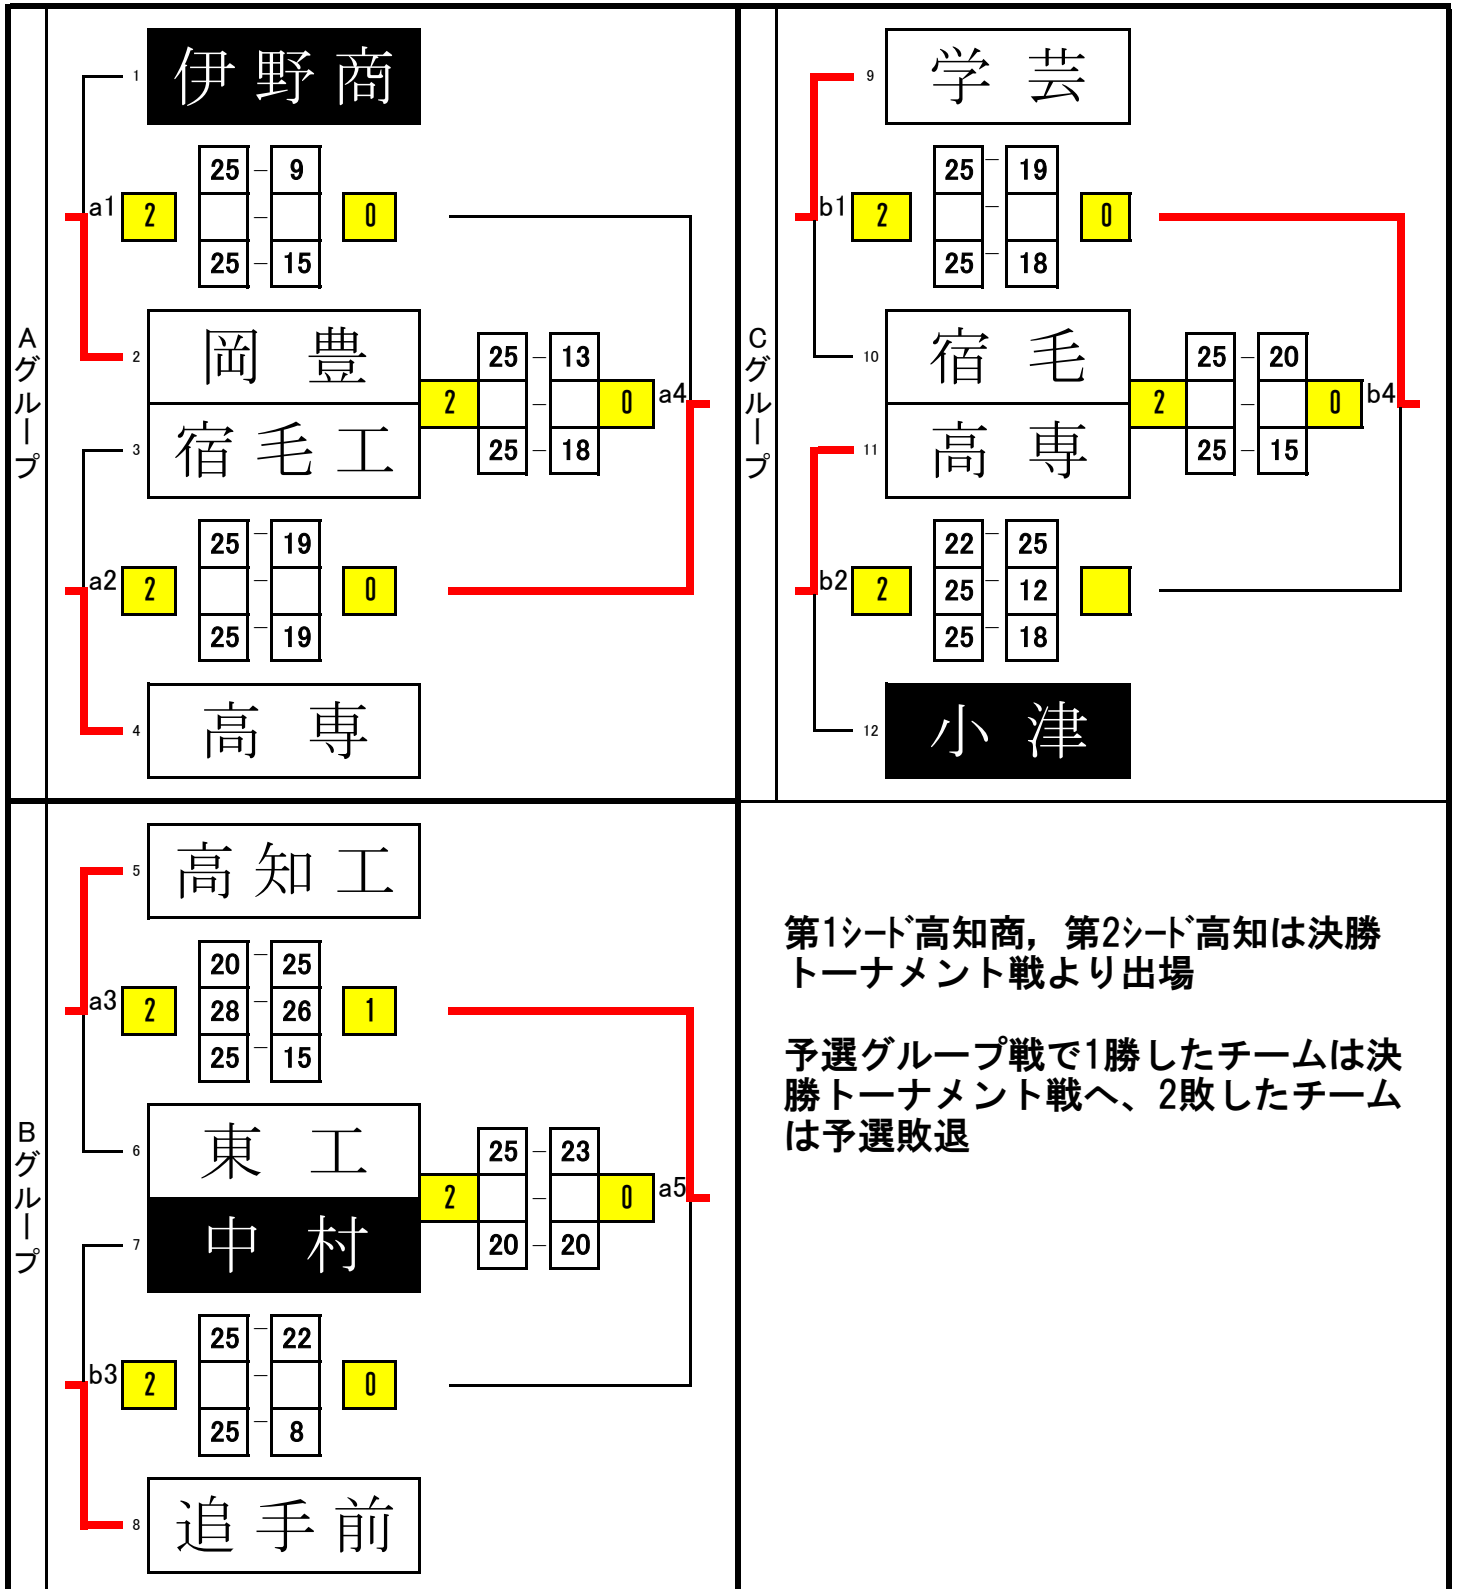 Aグループ
1 伊野商
25 - 9
a1 2 - 0
25 - 15
2 岡豊
25 - 13
2 - 0 a4
25 - 18
3 宿毛工
25 - 19
a2 2 - 0
25 - 19
4 高専
Cグループ
9 学芸
25 - 19
b1 2 - 0
25 - 18
10 宿毛
25 - 20
2 - 0 b4
25 - 15
11 高専
22 - 25
b2 2 25 - 12
25 - 18
12 小津
Bグループ
5 高知工
20 - 25
a3 2 28 - 26 1
25 - 15
6 東工
25 - 23
2 - 0 a5
20 - 20
7 中村
25 - 22
b3 2 - 0
25 - 8
8 追手前
第1ｼｰﾄﾞ高知商，第2ｼｰﾄﾞ高知は決勝
トーナメント戦より出場
予選グループ戦で1勝したチームは決
勝トーナメント戦へ、2敗したチーム
は予選敗退